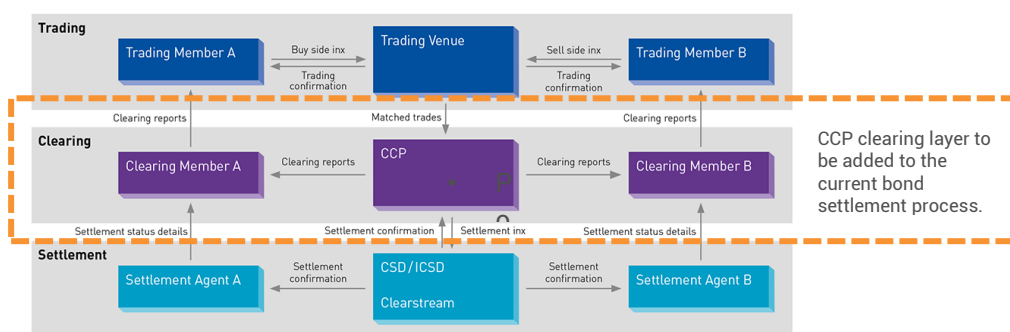 Trading
Trading Member A
Buy side inx
Trading
confirmation
Trading Venue
Sell side inx
Trading
confirmation
Trading Member B
Clearing reports
Matched trades
Clearing reports
Clearing
Clearing Member A
Clearing reports
CCP
P
Clearing reports
Clearing Member B
CCP clearing layer to
be added to the
current bond
settlement process.
Settlement status details
Settlement confirmation
Settlement inx
Settlement status details
Settlement
Settlement Agent A
Settlement
confirmation
CSD/ICSD
Clearstream
Settlement
confirmation
Settlement Agent B